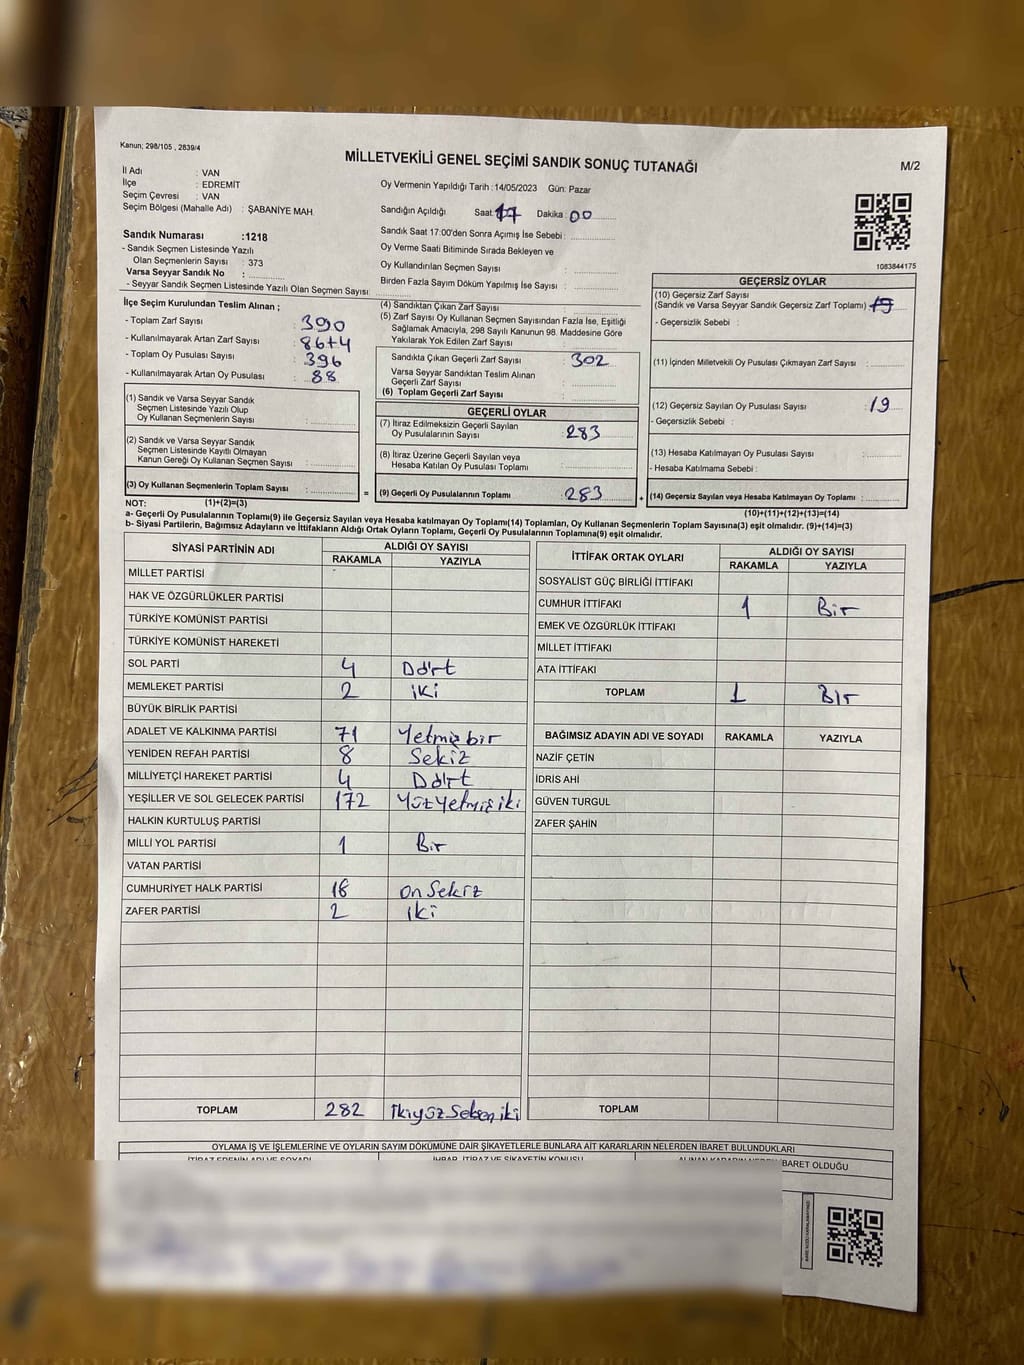 Kanun; 298/105 , 2839/4
MİLLETVEKİLİ GENEL SEÇİMİ SANDIK SONUÇ TUTANAĞI
M/2
İl Adı : VAN
İlçe : EDREMİT
Seçim Çevresi : VAN
Seçim Bölgesi (Mahalle Adı) : ŞABANİYE MAH
Oy Vermenin Yapıldığı Tarih : 14/05/2023 Gün: Pazar
Sandığın Açıldığı Saat: 17 Dakika : 00
Sandık Saat 17:00'den Sonra Açımış İse Sebebi :
Oy Verme Saati Bitiminde Sırada Bekleyen ve
Oy Kullandırılan Seçmen Sayısı :
Birden Fazla Sayım Döküm Yapılmış İse Sayısı :
Sandık Numarası :1218
- Sandık Seçmen Listesinde Yazılı
Olan Seçmenlerin Sayısı : 373
Varsa Seyyar Sandık No :
- Seyyar Sandık Seçmen Listesinde Yazılı Olan Seçmen Sayısı
1083844175
İlçe Seçim Kurulundan Teslim Alınan ;
- Toplam Zarf Sayısı : 390
- Kullanılmayarak Artan Zarf Sayısı : 86+4
- Toplam Oy Pusulası Sayısı : 396
- Kullanılmayarak Artan Oy Pusulası : 88
(1) Sandık ve Varsa Seyyar Sandık
Seçmen Listesinde Yazılı Olup
Oy Kullanan Seçmenlerin Sayısı :
(2) Sandık ve Varsa Seyyar Sandık
Seçmen Listesinde Kayıtlı Olmayan
Kanun Gereği Oy Kullanan Seçmen Sayısı :
(3) Oy Kullanan Seçmenlerin Toplam Sayısı :
(4) Sandıktan Çıkan Zarf Sayısı :
(5) Zarf Sayısı Oy Kullanan Seçmen Sayısından Fazla İse, Eşitliği
Sağlamak Amacıyla, 298 Sayılı Kanunun 98. Maddesine Göre
Yakılarak Yok Edilen Zarf Sayısı :
Sandıkta Çıkan Geçerli Zarf Sayısı : 302
Varsa Seyyar Sandıktan Teslim Alınan
Geçerli Zarf Sayısı :
(6) Toplam Geçerli Zarf Sayısı :
GEÇERLİ OYLAR
(7) İtiraz Edilmeksizin Geçerli Sayılan
Oy Pusulalarının Sayısı : 283
(8) İtiraz Üzerine Geçerli Sayılan veya
Hesaba Katılan Oy Pusulası Toplamı :
= (9) Geçerli Oy Pusulalarının Toplamı : 283
GEÇERSİZ OYLAR
(10) Geçersiz Zarf Sayısı
(Sandık ve Varsa Seyyar Sandık Geçersiz Zarf Toplamı) : 19
- Geçersizlik Sebebi :
(11) İçinden Milletvekili Oy Pusulası Çıkmayan Zarf Sayısı :
(12) Geçersiz Sayılan Oy Pusulası Sayısı : 19
- Geçersizlik Sebebi :
(13) Hesaba Katılmayan Oy Pusulası Sayısı :
- Hesaba Katılmama Sebebi :
+ (14) Geçersiz Sayılan veya Hesaba Katılmayan Oy Toplamı :
NOT: (1)+(2)=(3)
(10)+(11)+(12)+(13)=(14)
a- Geçerli Oy Pusulalarının Toplamı(9) ile Geçersiz Sayılan veya Hesaba katılmayan Oy Toplamı(14) Toplamları, Oy Kullanan Seçmenlerin Toplam Sayısına(3) eşit olmalıdır. (9)+(14)=(3)
b- Siyasi Partilerin, Bağımsız Adayların ve İttifakların Aldığı Ortak Oyların Toplamı, Geçerli Oy Pusulalarının Toplamına(9) eşit olmalıdır.
SİYASİ PARTİNİN ADI ALDIĞI OY SAYISI
RAKAMLA YAZIYLA
MİLLET PARTİSİ
HAK VE ÖZGÜRLÜKLER PARTİSİ
TÜRKİYE KOMÜNİST PARTİSİ
TÜRKİYE KOMÜNİST HAREKETİ
SOL PARTİ 4 Dört
MEMLEKET PARTİSİ 2 iki
BÜYÜK BİRLİK PARTİSİ
ADALET VE KALKINMA PARTİSİ 71 Yetmiş bir
YENİDEN REFAH PARTİSİ 8 Sekiz
MİLLİYETÇİ HAREKET PARTİSİ 4 Dört
YEŞİLLER VE SOL GELECEK PARTİSİ 172 Yüz Yetmiş iki
HALKIN KURTULUŞ PARTİSİ
MİLLİ YOL PARTİSİ 1 Bir
VATAN PARTİSİ
CUMHURİYET HALK PARTİSİ 18 on Sekiz
ZAFER PARTİSİ 2 iki
TOPLAM 282 ikiyüz Seksen iki
İTTİFAK ORTAK OYLARI ALDIĞI OY SAYISI
RAKAMLA YAZIYLA
SOSYALİST GÜÇ BİRLİĞİ İTTİFAKI
CUMHUR İTTİFAKI 1 Bir
EMEK VE ÖZGÜRLÜK İTTİFAKI
MİLLET İTTİFAKI
ATA İTTİFAKI
TOPLAM 1 Bir
BAĞIMSIZ ADAYIN ADI VE SOYADI RAKAMLA YAZIYLA
NAZİF ÇETİN
İDRİS AHİ
GÜVEN TURGUL
ZAFER ŞAHİN
TOPLAM
OYLAMA İŞ VE İŞLEMLERİNE VE OYLARIN SAYIM DÖKÜMÜNE DAİR ŞİKAYETLERLE BUNLARA AİT KARARLARIN NELERDEN İBARET BULUNDUKLARI
İTİRAZ EDENİN ADI VE SOYADI İHBAR, İTİRAZ VE ŞİKAYETİN KONUSU ALINAN KARARIN NEDEN İBARET OLDUĞU